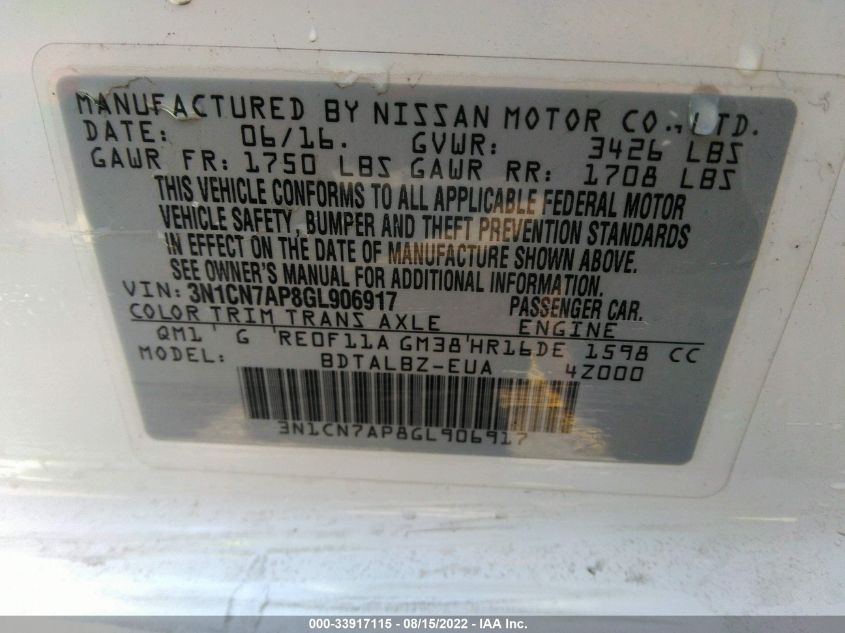 MANUFACTURED BY NISSAN MOTOR CO., LTD.
DATE: 06/16. GVWR: 3426 LBS
GAWR FR: 1750 LBS GAWR RR: 1708 LBS
THIS VEHICLE CONFORMS TO ALL APPLICABLE FEDERAL MOTOR
VEHICLE SAFETY, BUMPER AND THEFT PREVENTION STANDARDS
IN EFFECT ON THE DATE OF MANUFACTURE SHOWN ABOVE.
SEE OWNER'S MANUAL FOR ADDITIONAL INFORMATION.
VIN: 3N1CN7AP8GL906917 PASSENGER CAR.
COLOR TRIM TRANS AXLE ENGINE
QM1 ' G 'RE0F11A GM38'HR16DE 1598 CC
MODEL: BDTALBZ-EUA 4Z000
3N1CN7AP8GL906917
000-33917115 - 08/15/2022 - IAA Inc.